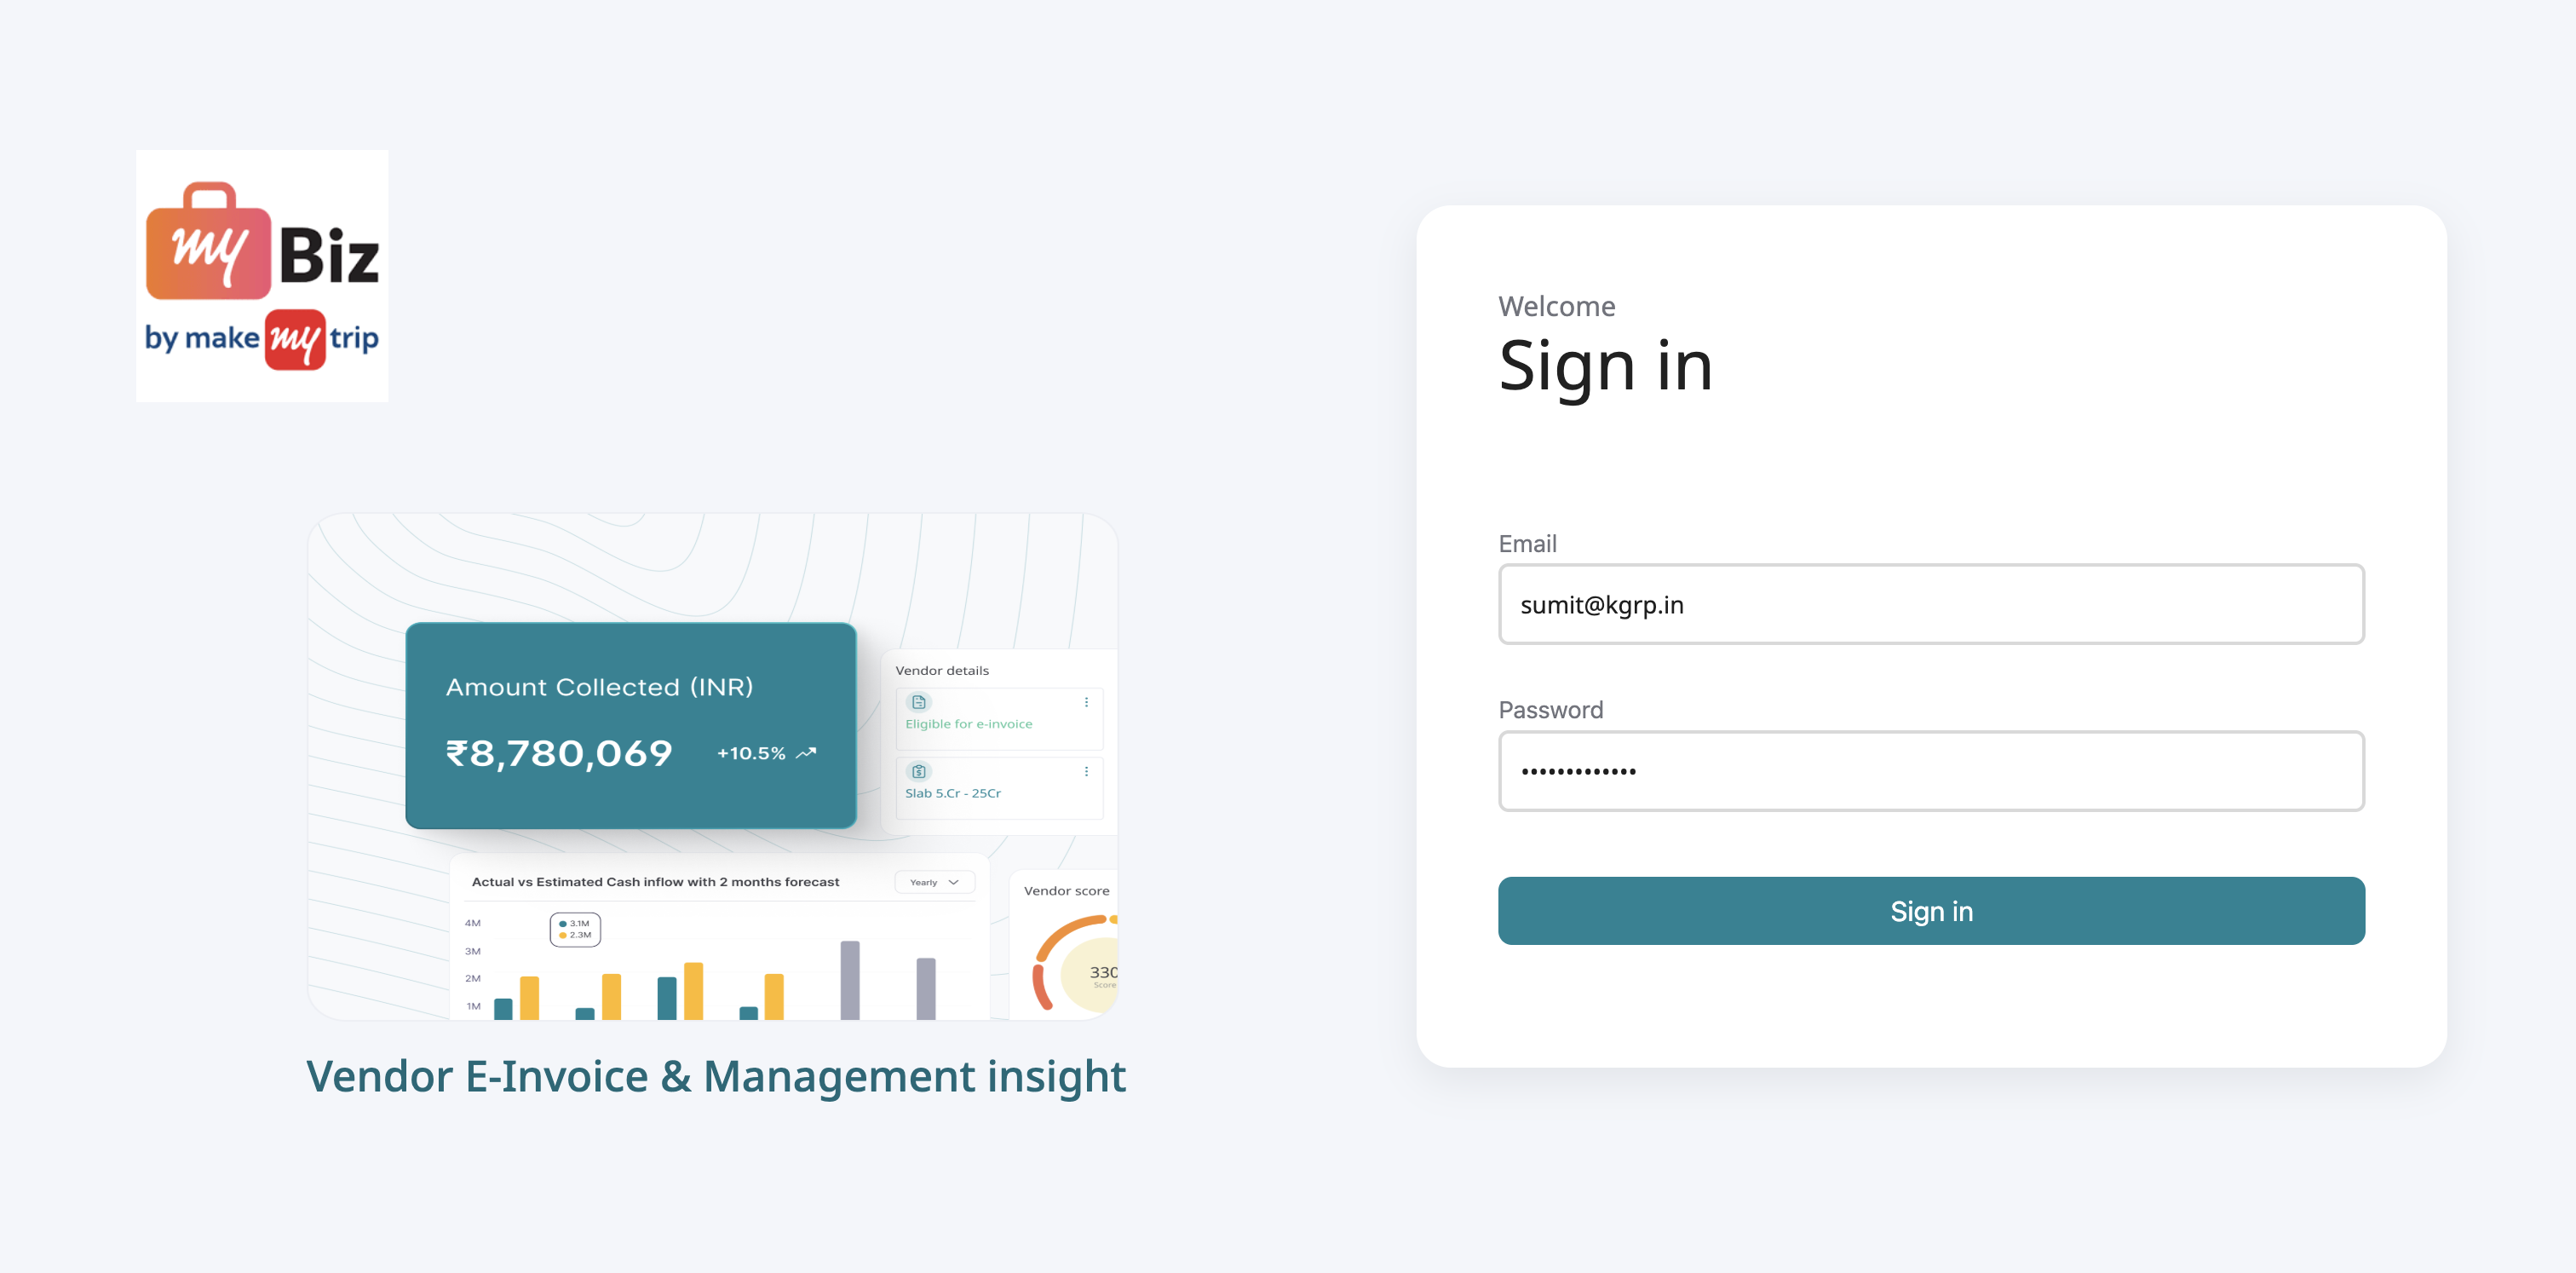 my Biz
by make my trip
Amount Collected (INR)
₹8,780,069 +10.5%
Vendor details
Eligible for e-invoice
Slab 5.Cr - 25Cr
Actual vs Estimated Cash inflow with 2 months forecast
Yearly
4M
3M
2M
1M
3.1M
2.3M
Vendor score
330
Score
Vendor E-Invoice & Management insight
Welcome
Sign in
Email
sumit@kgrp.in
Password
•••••••••••••
Sign in